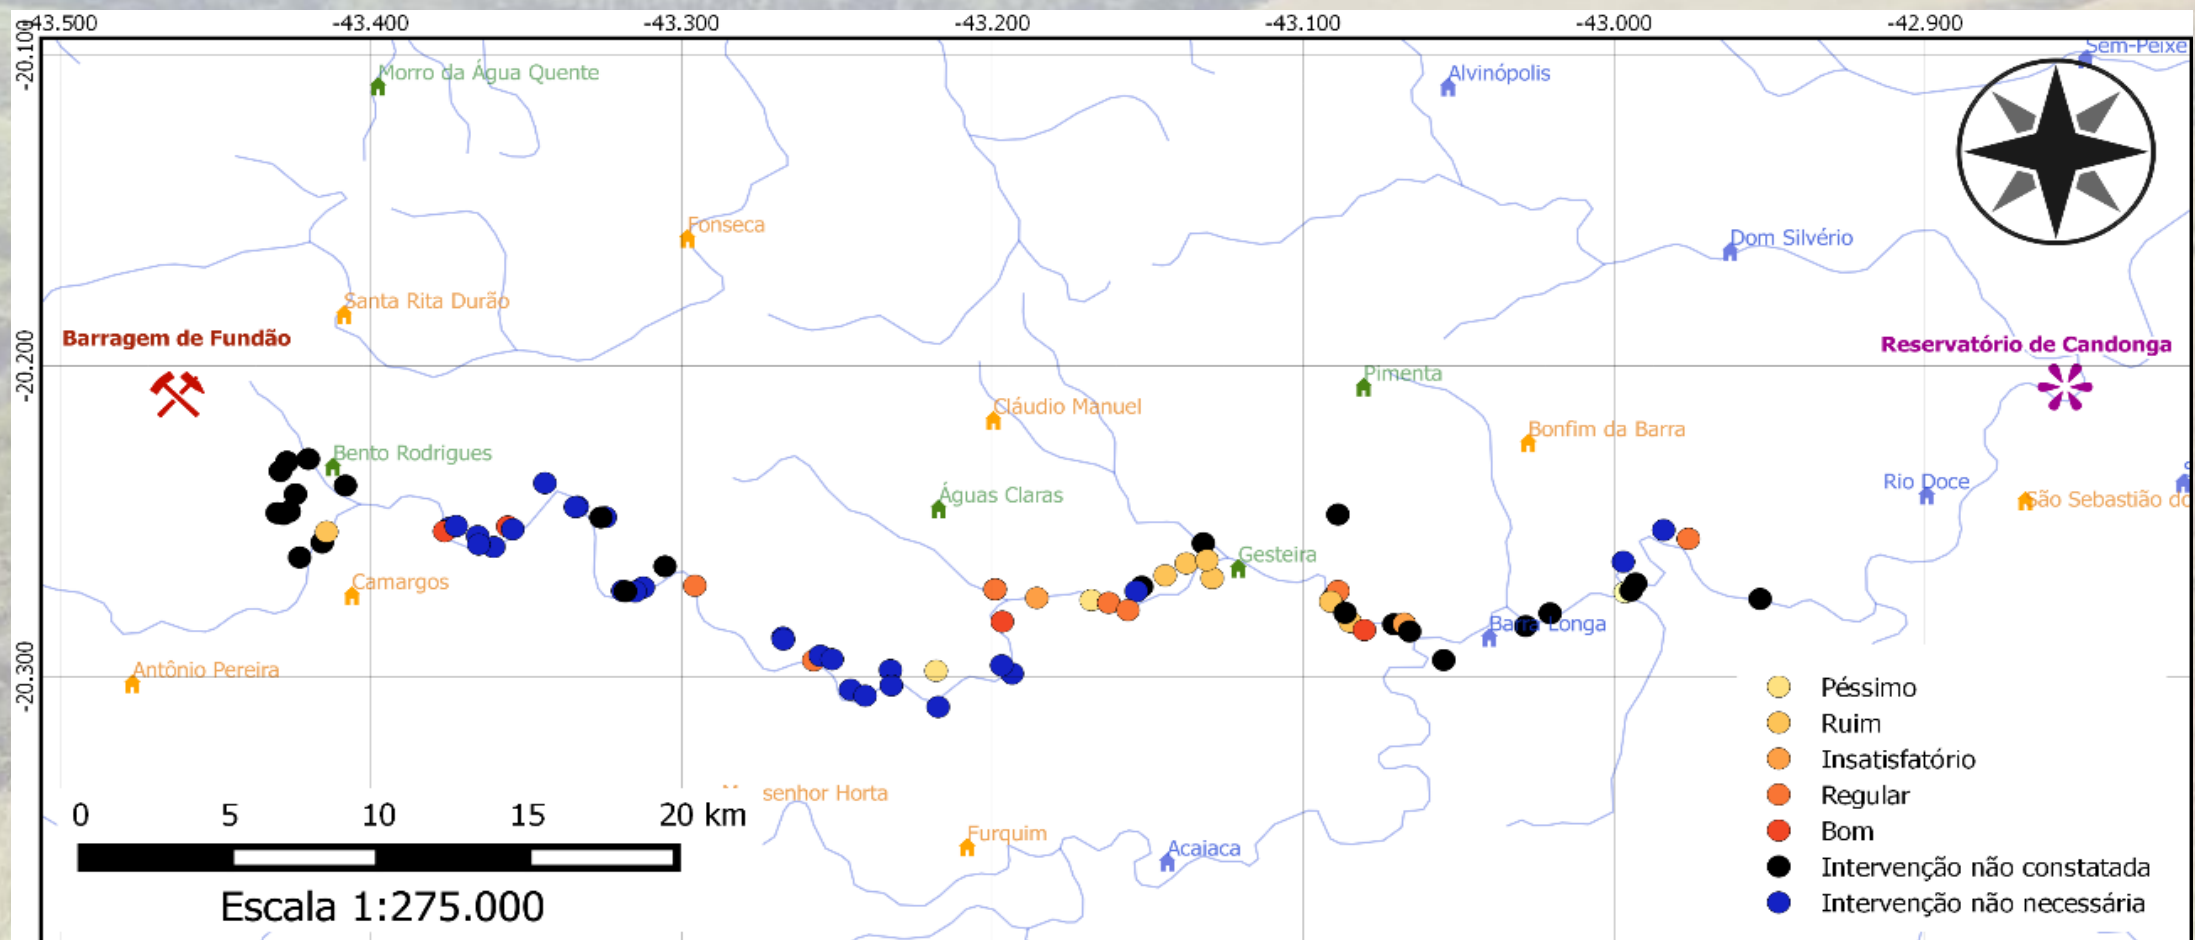 -43.500 -43.400 -43.300 -43.200 -43.100 -43.000 -42.900
-20.100
Sem-Peixe
Morro da Água Quente
Alvinópolis
Fonseca
Dom Silvério
Santa Rita Durão
Barragem de Fundão
Reservatório de Candonga
-20.200
Pimenta
Cláudio Manuel
Bonfim da Barra
Bento Rodrigues
Rio Doce
Águas Claras
São Sebastião do
Gesteira
Camargos
Barra Longa
Antônio Pereira
-20.300
Péssimo
Ruim
Insatisfatório
Regular
Bom
Intervenção não constatada
Intervenção não necessária
senhor Horta
0 5 10 15 20 km
Furquim
Acaiaca
Escala 1:275.000